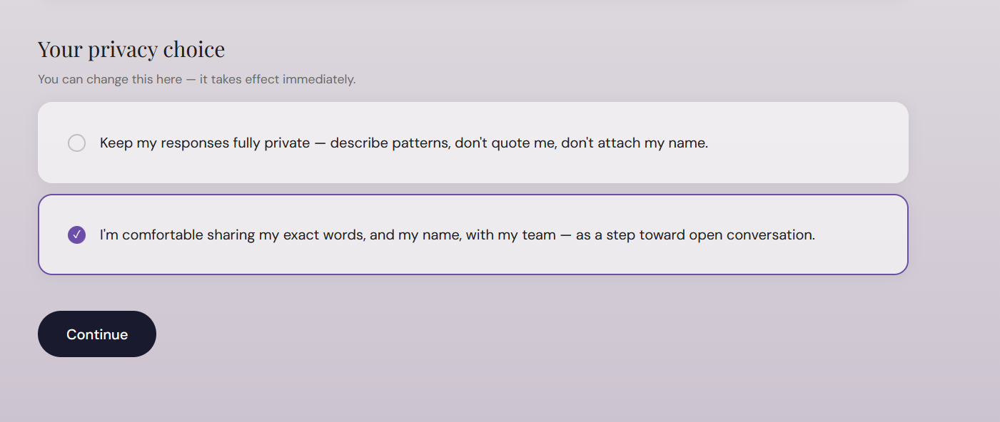 Your privacy choice
You can change this here — it takes effect immediately.
Keep my responses fully private — describe patterns, don't quote me, don't attach my name.
I'm comfortable sharing my exact words, and my name, with my team — as a step toward open conversation.
Continue